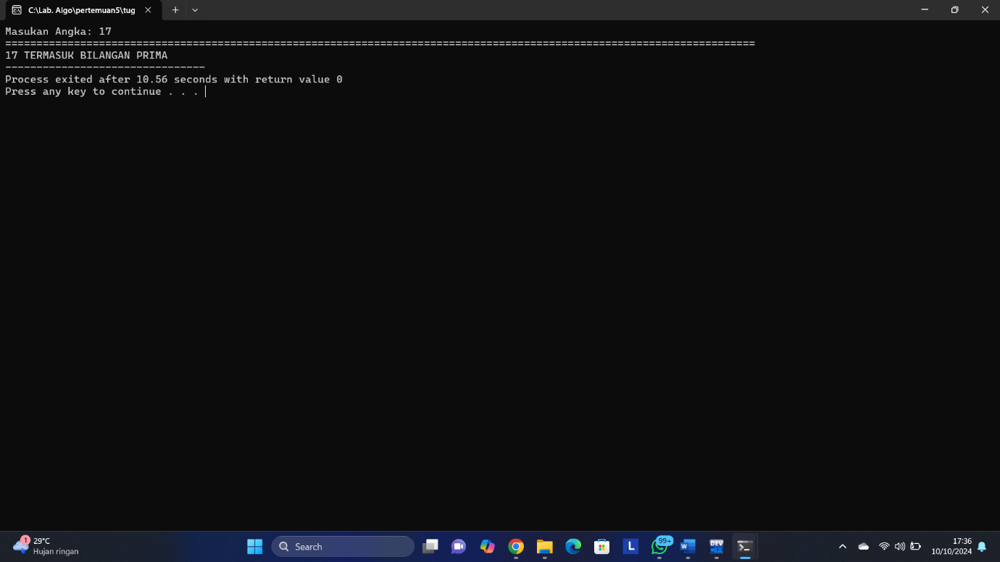 C:\Lab. Algo\pertemuan5\tug
Masukan Angka: 17
========================================================================================================================
17 TERMASUK BILANGAN PRIMA
--------------------------------
Process exited after 10.56 seconds with return value 0
Press any key to continue . . .
1
29°C
Hujan ringan
Search
L
99+
W
DEV
17:36
10/10/2024